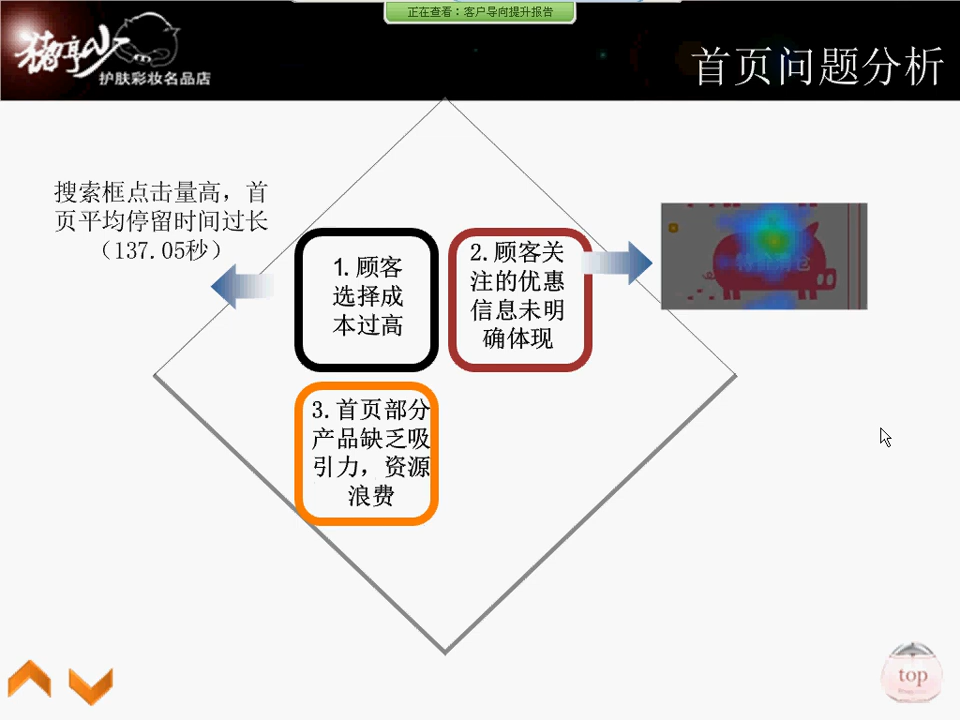 正在查看：客户导向提升报告
护肤彩妆名品店
首页问题分析
搜索框点击量高，首
页平均停留时间过长
（137.05秒）
1.顾客
选择成
本过高
2.顾客关
注的优惠
信息未明
确体现
3.首页部分
产品缺乏吸
引力，资源
浪费
top